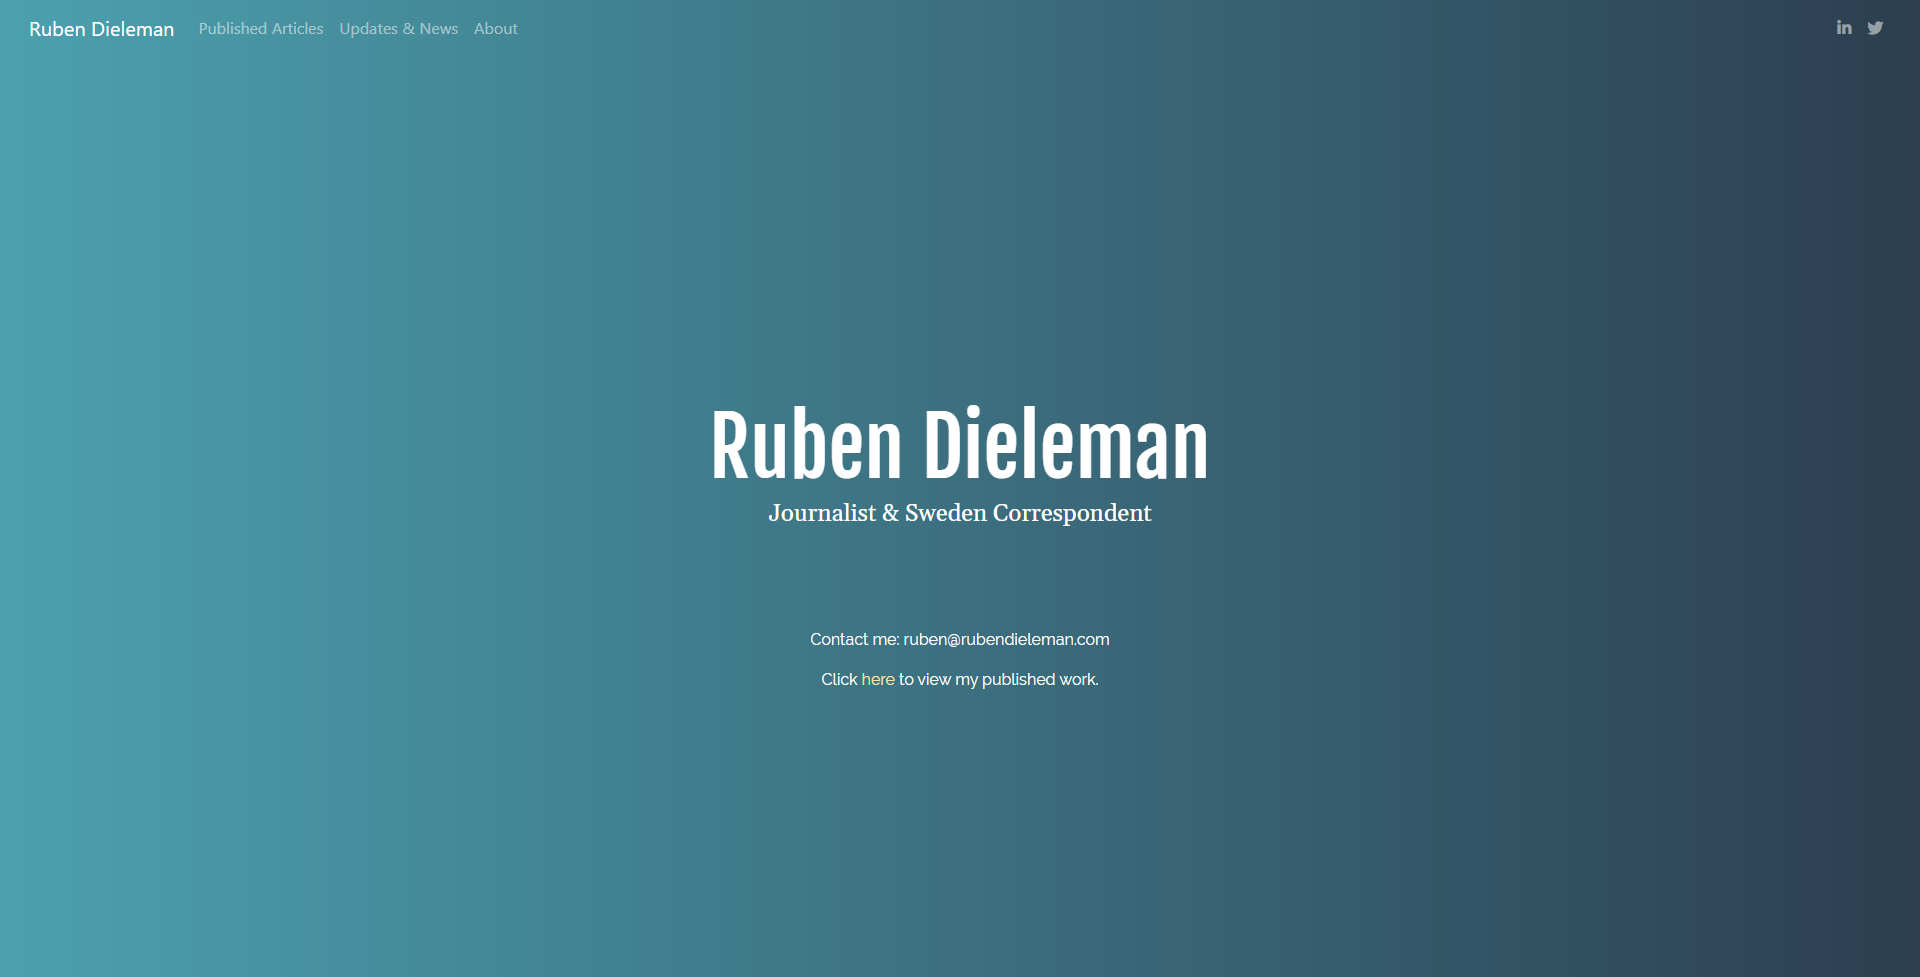 Ruben Dieleman Published Articles Updates & News About
Ruben Dieleman
Journalist & Sweden Correspondent
Contact me: ruben@rubendieleman.com
Click here to view my published work.